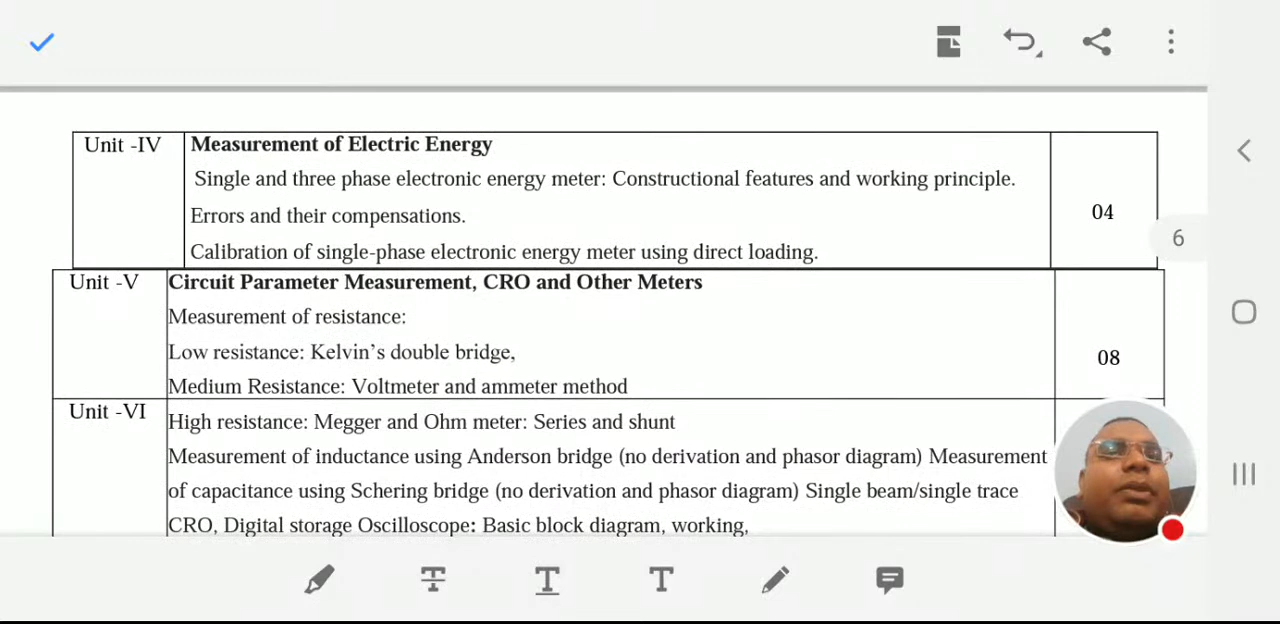 Unit -IV
Measurement of Electric Energy
Single and three phase electronic energy meter: Constructional features and working principle.
Errors and their compensations.
Calibration of single-phase electronic energy meter using direct loading.
04
6
Unit -V
Circuit Parameter Measurement, CRO and Other Meters
Measurement of resistance:
Low resistance: Kelvin’s double bridge,
Medium Resistance: Voltmeter and ammeter method
08
Unit -VI
High resistance: Megger and Ohm meter: Series and shunt
Measurement of inductance using Anderson bridge (no derivation and phasor diagram) Measurement
of capacitance using Schering bridge (no derivation and phasor diagram) Single beam/single trace
CRO, Digital storage Oscilloscope: Basic block diagram, working,
T
T
T